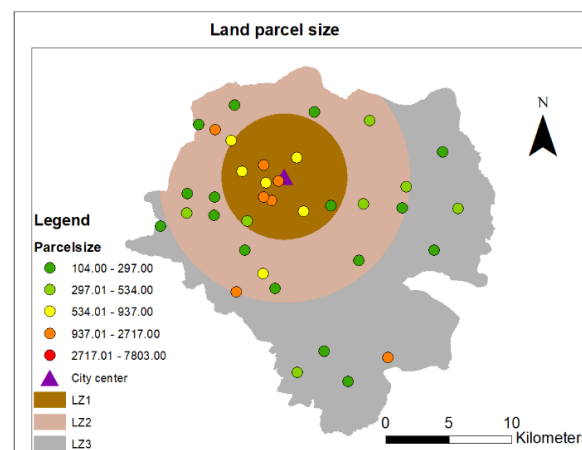 Land parcel size
N
Legend
Parcelsize
104.00 - 297.00
297.01 - 534.00
534.01 - 937.00
937.01 - 2717.00
2717.01 - 7803.00
City center
LZ1
LZ2
LZ3
0 5 10
Kilometers